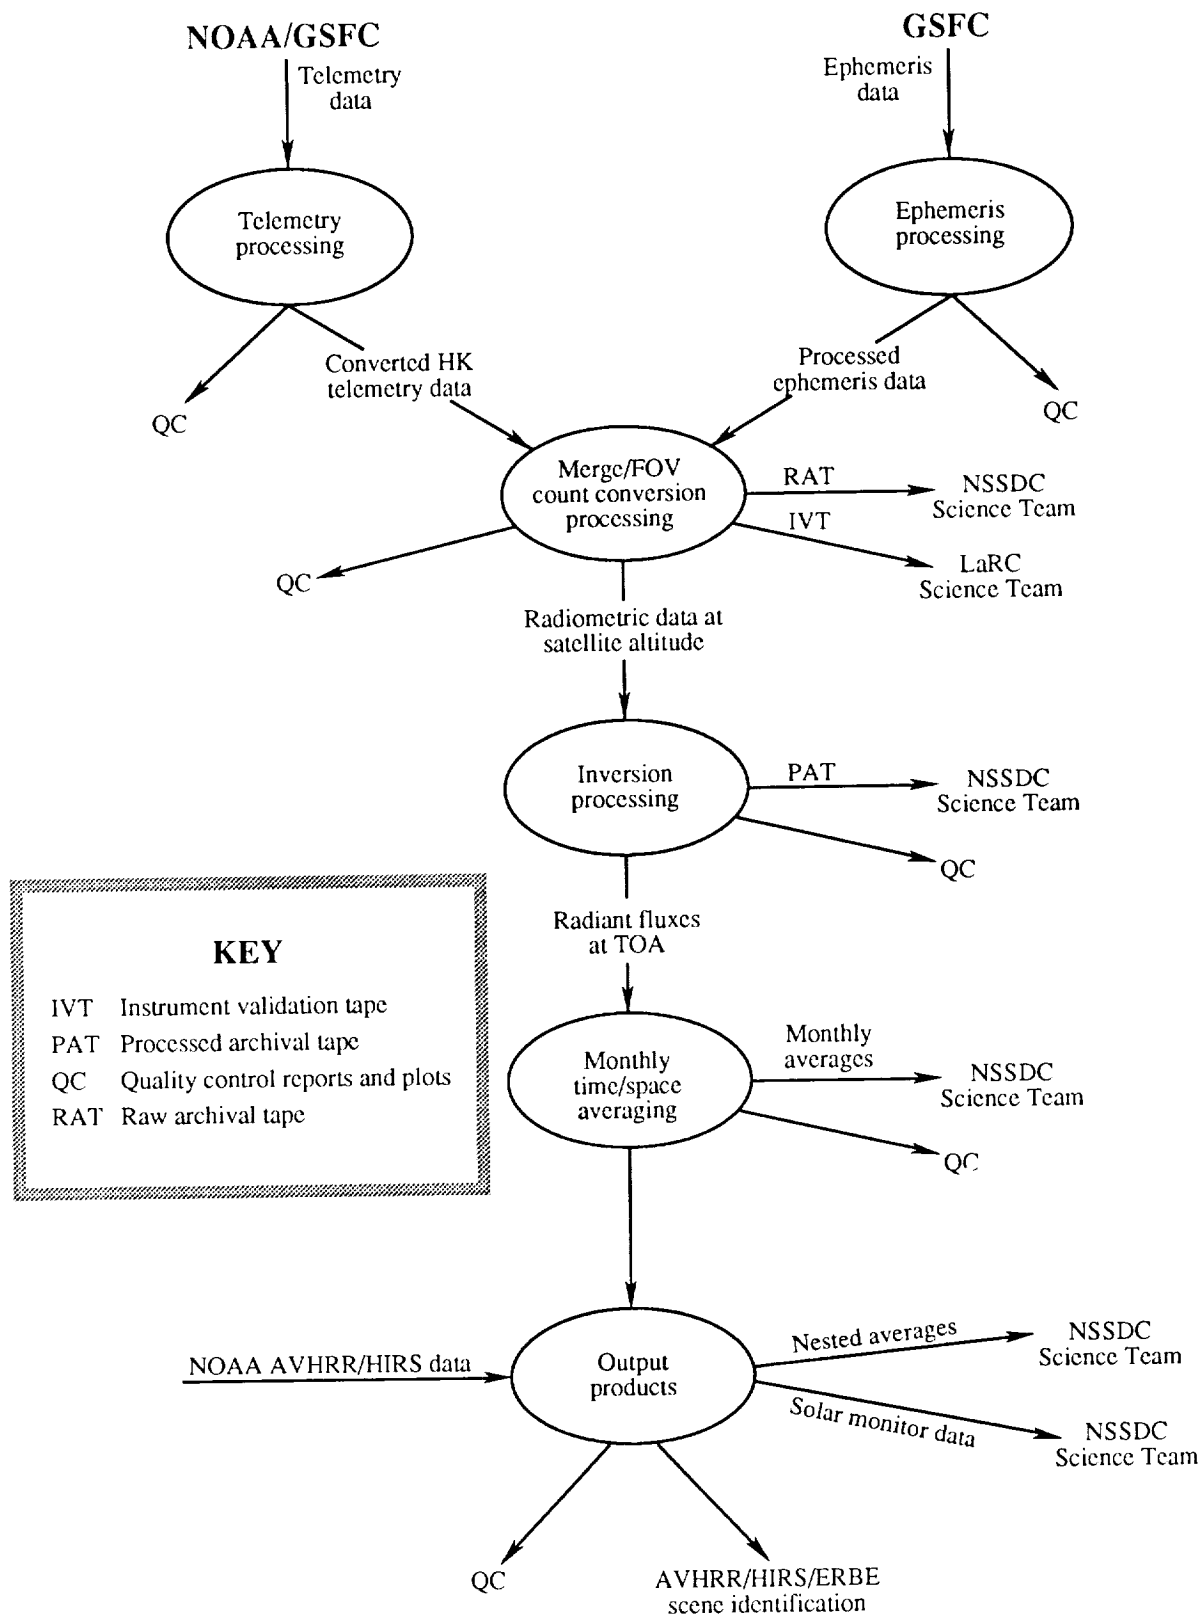 NOAA/GSFC
GSFC
Telemetry
data
Ephemeris
data
Telemetry
processing
Ephemeris
processing
Converted HK
telemetry data
Processed
ephemeris data
QC
QC
Merge/FOV
count conversion
processing
RAT
NSSDC
Science Team
IVT
LaRC
Science Team
QC
Radiometric data at
satellite altitude
Inversion
processing
PAT
NSSDC
Science Team
QC
Radiant fluxes
at TOA
KEY
IVT Instrument validation tape
PAT Processed archival tape
QC Quality control reports and plots
RAT Raw archival tape
Monthly
time/space
averaging
Monthly
averages
NSSDC
Science Team
QC
NOAA AVHRR/HIRS data
Output
products
Nested averages
NSSDC
Science Team
Solar monitor data
NSSDC
Science Team
QC
AVHRR/HIRS/ERBE
scene identification